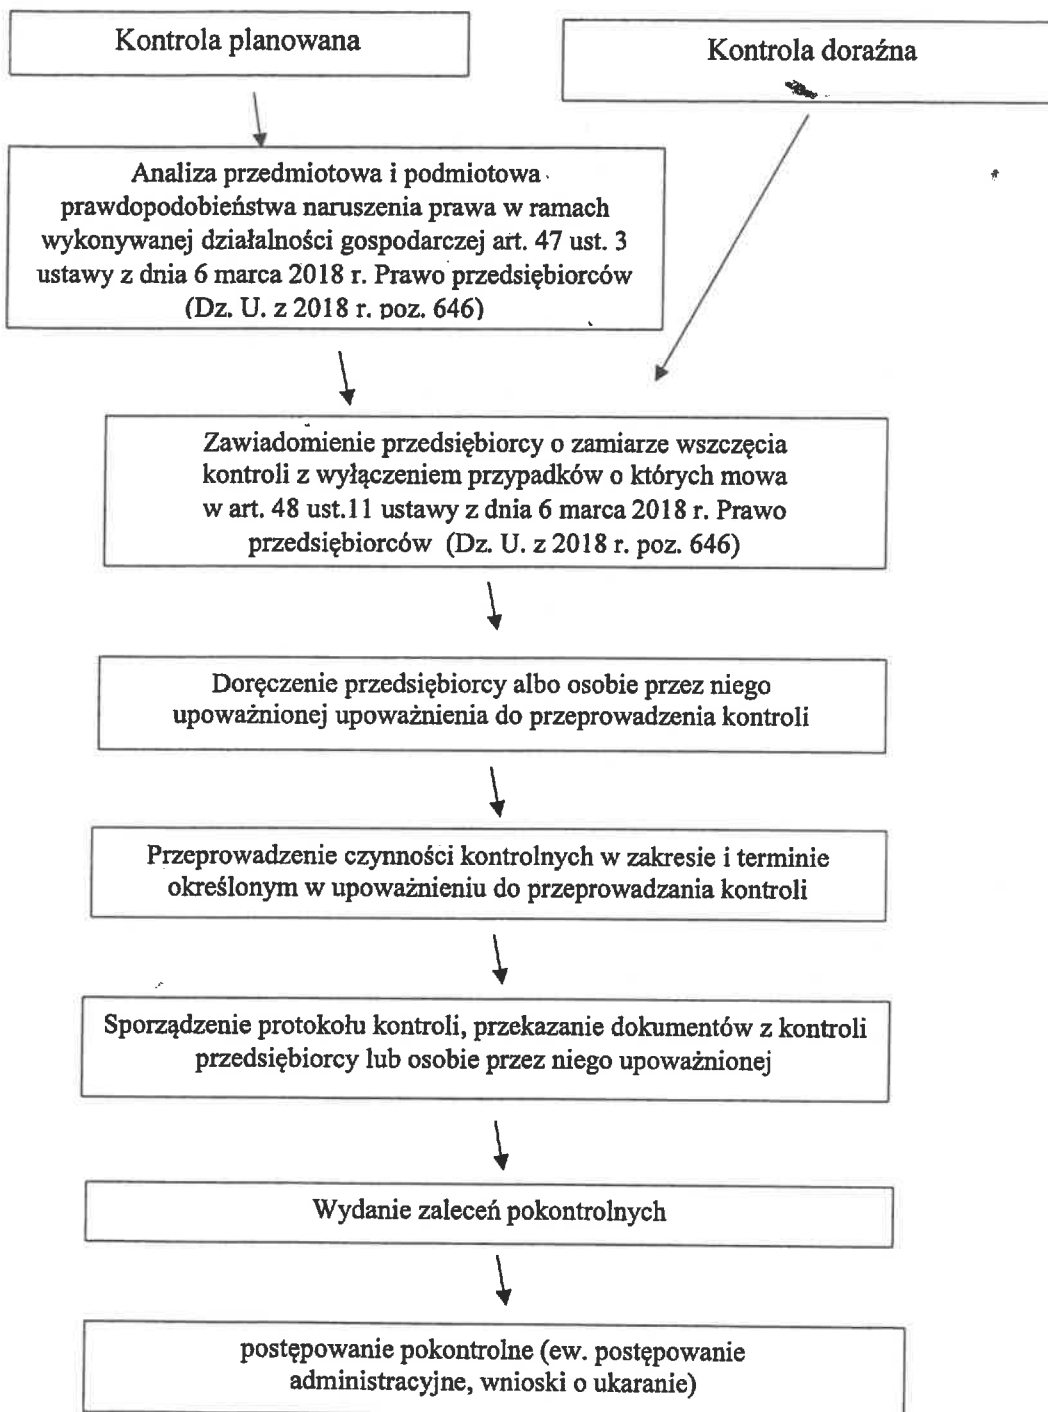 Kontrola planowana
Kontrola doraźna
Analiza przedmiotowa i podmiotowa
prawdopodobieństwa naruszenia prawa w ramach
wykonywanej działalności gospodarczej art. 47 ust. 3
ustawy z dnia 6 marca 2018 r. Prawo przedsiębiorców
(Dz. U. z 2018 r. poz. 646)
Zawiadomienie przedsiębiorcy o zamiarze wszczęcia
kontroli z wyłączeniem przypadków o których mowa
w art. 48 ust.11 ustawy z dnia 6 marca 2018 r. Prawo
przedsiębiorców (Dz. U. z 2018 r. poz. 646)
Doręczenie przedsiębiorcy albo osobie przez niego
upoważnionej upoważnienia do przeprowadzenia kontroli
Przeprowadzenie czynności kontrolnych w zakresie i terminie
określonym w upoważnieniu do przeprowadzania kontroli
Sporządzenie protokołu kontroli, przekazanie dokumentów z kontroli
przedsiębiorcy lub osobie przez niego upoważnionej
Wydanie zaleceń pokontrolnych
postępowanie pokontrolne (ew. postępowanie
administracyjne, wnioski o ukaranie)